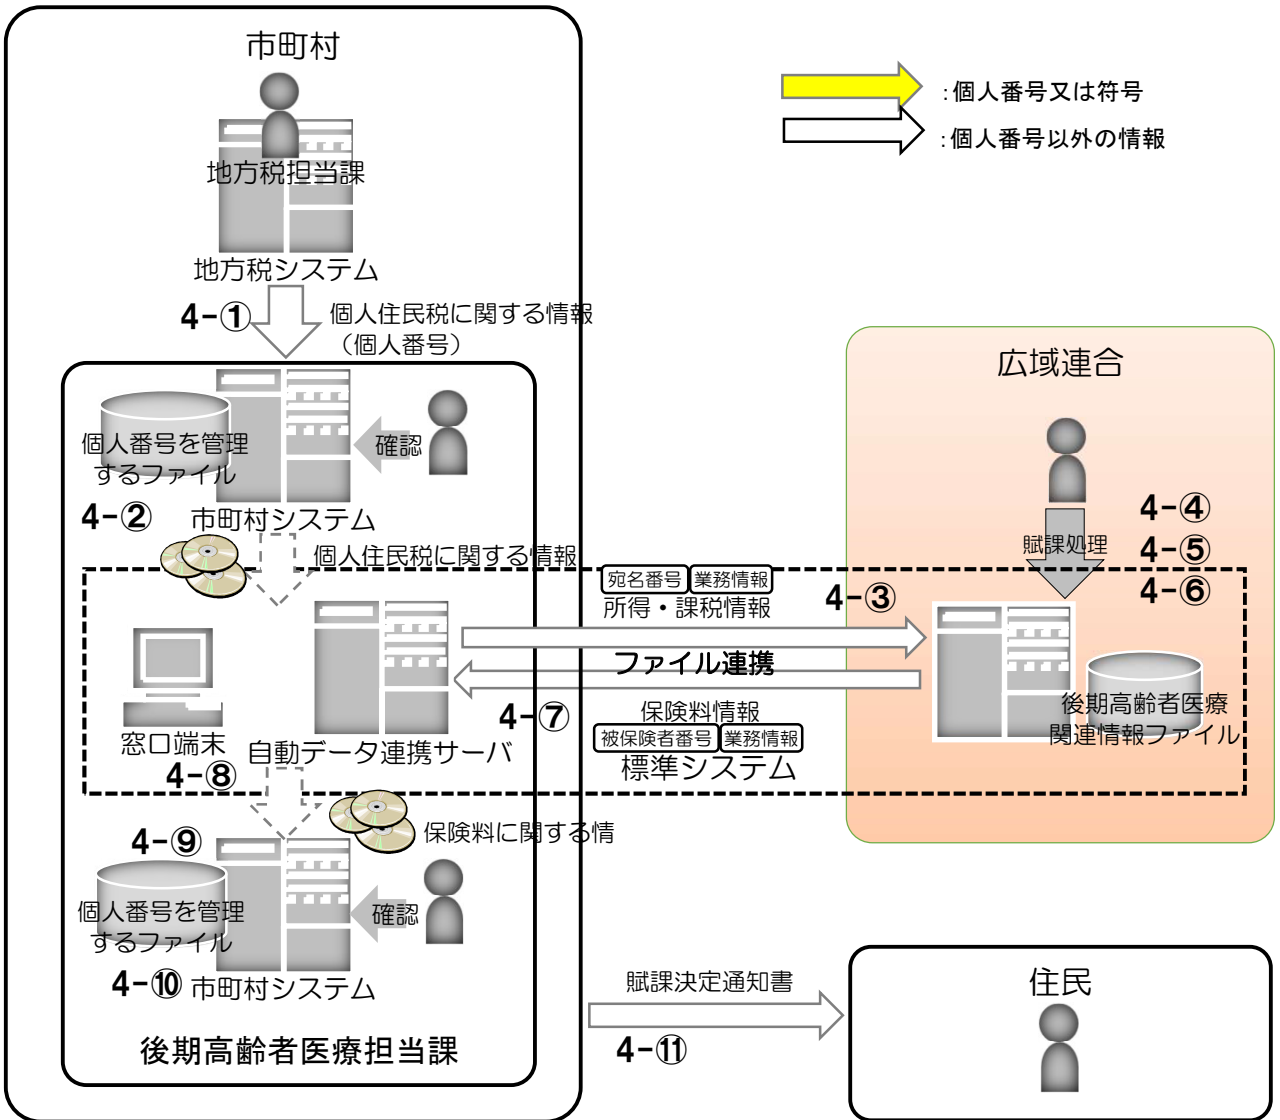 市町村
:個人番号又は符号
:個人番号以外の情報
地方税担当課
地方税システム
4-①
個人住民税に関する情報
（個人番号）
広域連合
個人番号を管理
するファイル
確認
4-②
市町村システム
個人住民税に関する情報
4-④
賦課処理
4-⑤
4-⑥
宛名番号 業務情報
4-③
所得・課税情報
ファイル連携
4-⑦
保険料情報
被保険者番号 業務情報
標準システム
後期高齢者医療
関連情報ファイル
窓口端末
自動データ連携サーバ
4-⑧
保険料に関する情
4-⑨
個人番号を管理
するファイル
確認
4-⑩
市町村システム
後期高齢者医療担当課
賦課決定通知書
4-⑪
住民